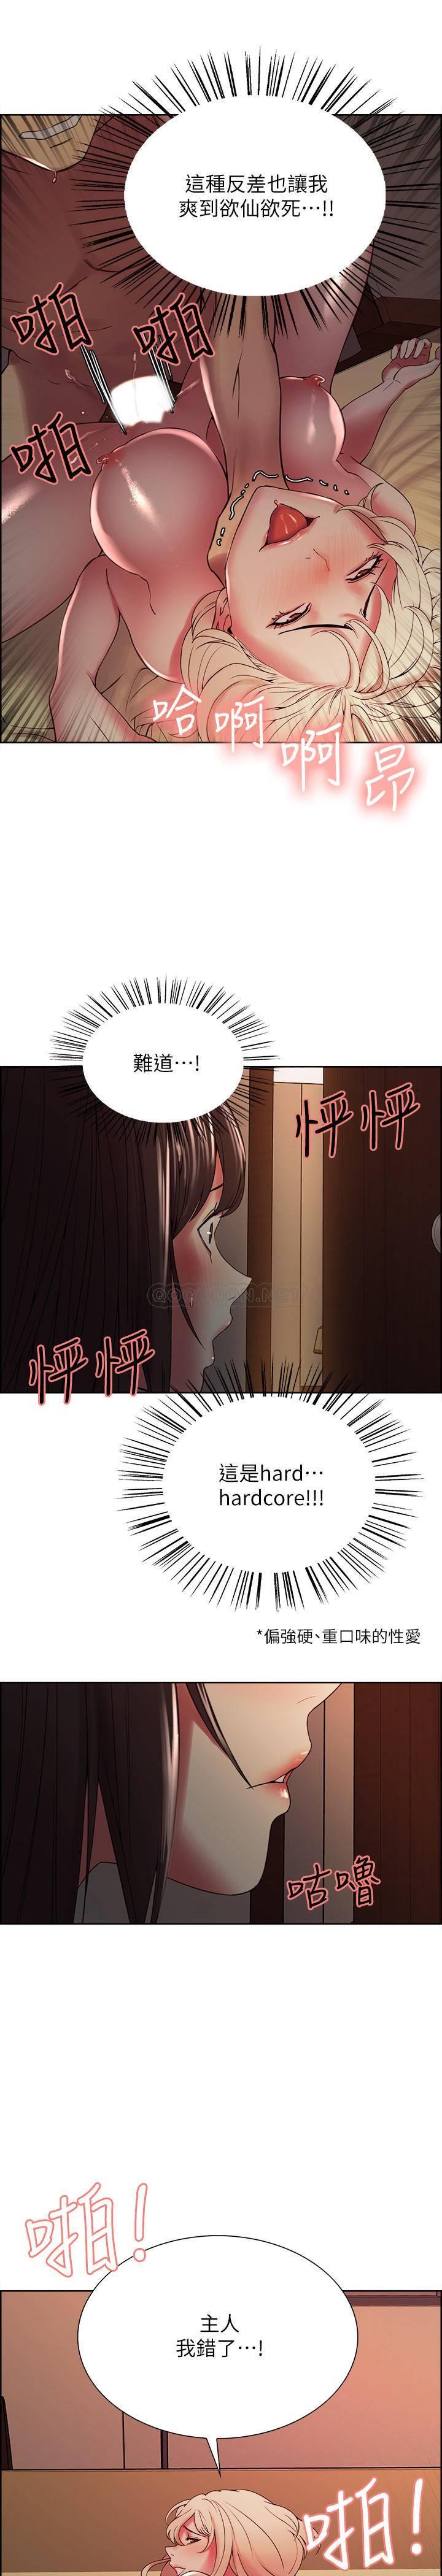 這種反差也讓我
爽到欲仙欲死⋯!!
啪
啪
啪
哈
啊
啊
昂
難道⋯!
怦怦
怦怦
這是hard⋯
hardcore!!!
*偏強硬、重口味的性愛
咕嚕
啪!
主人
我錯了⋯!
啪!